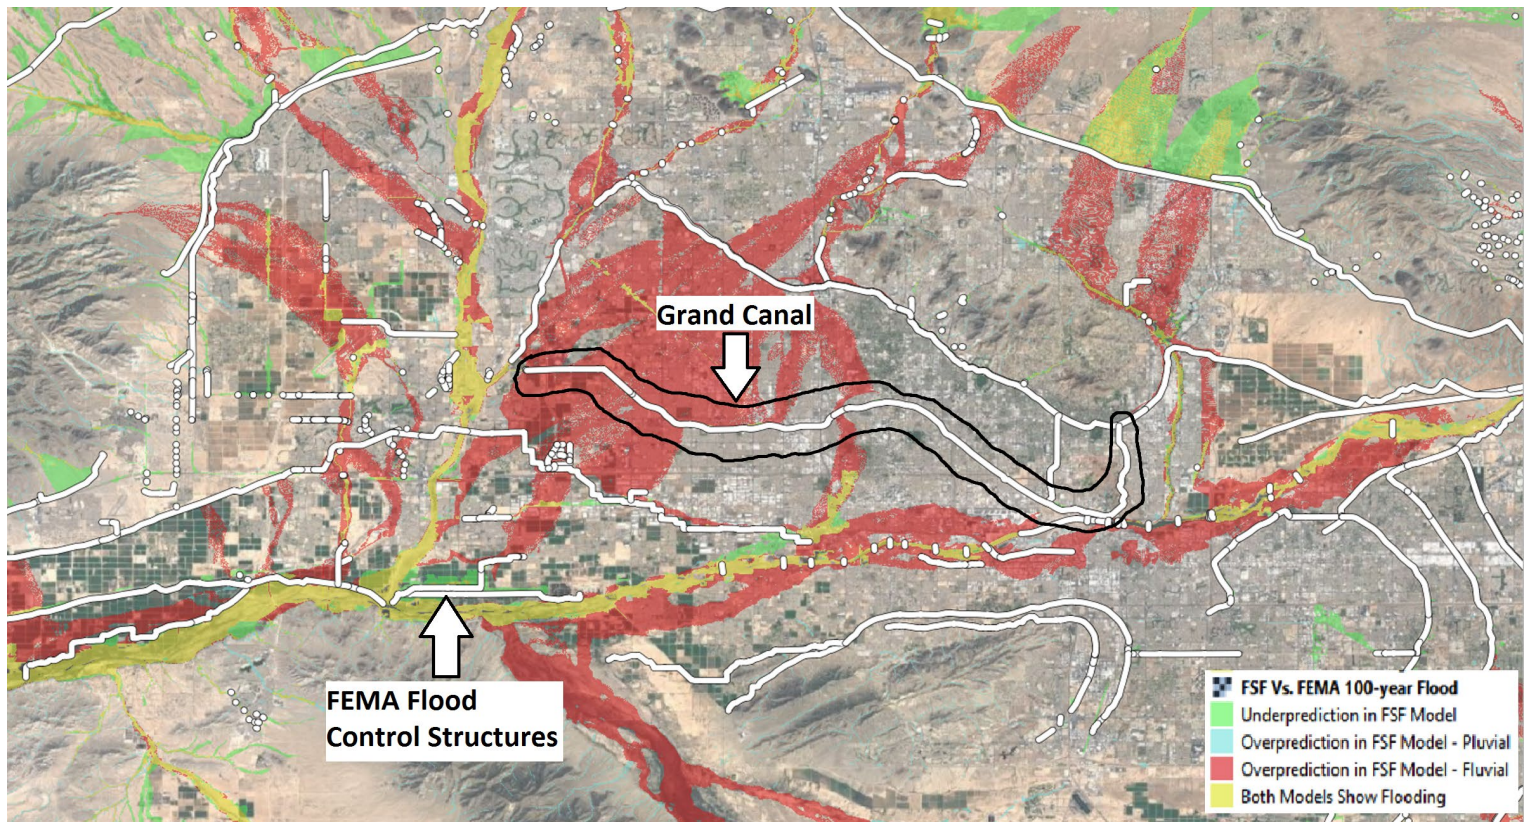 Grand Canal
FEMA Flood
Control Structures
FSF Vs. FEMA 100-year Flood
Underprediction in FSF Model
Overprediction in FSF Model - Pluvial
Overprediction in FSF Model - Fluvial
Both Models Show Flooding